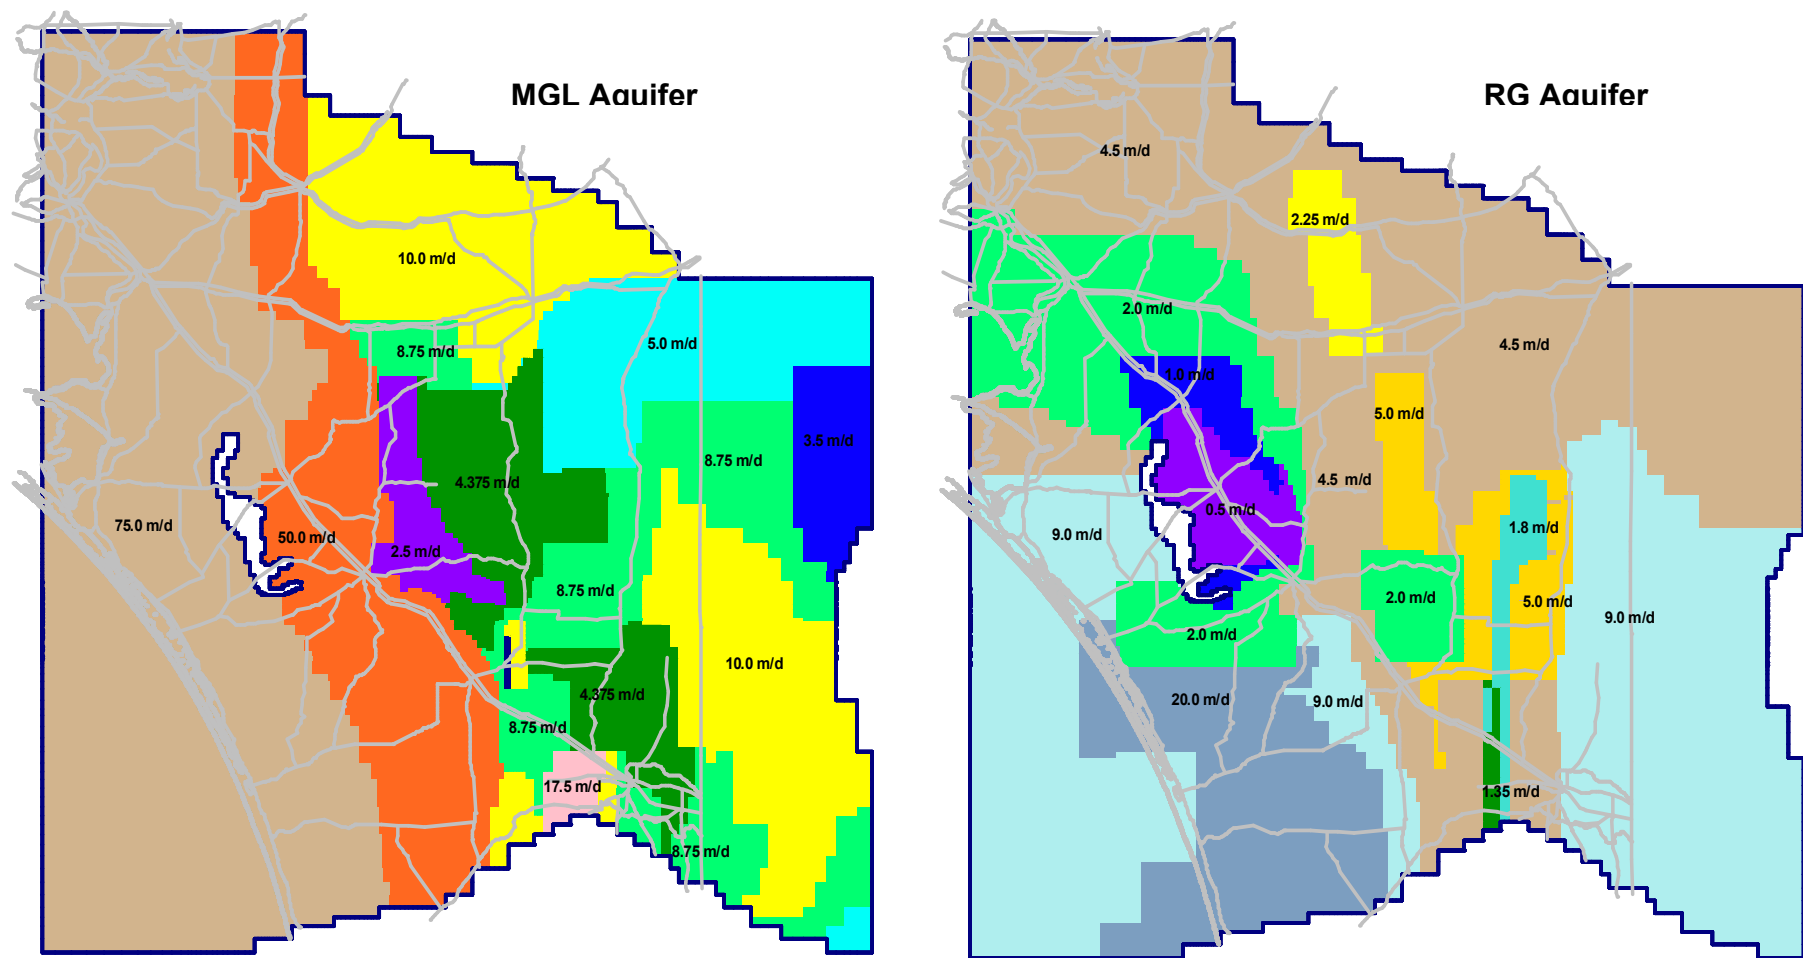 MGL Aquifer
10.0 m/d
5.0 m/d
8.75 m/d
3.5 m/d
8.75 m/d
4.375 m/d
75.0 m/d
50.0 m/d
2.5 m/d
8.75 m/d
10.0 m/d
4.375 m/d
8.75 m/d
17.5 m/d
8.75 m/d
RG Aquifer
4.5 m/d
2.25 m/d
2.0 m/d
4.5 m/d
1.0 m/d
5.0 m/d
4.5 m/d
0.5 m/d
1.8 m/d
9.0 m/d
2.0 m/d
5.0 m/d
9.0 m/d
2.0 m/d
20.0 m/d
9.0 m/d
1.35 m/d